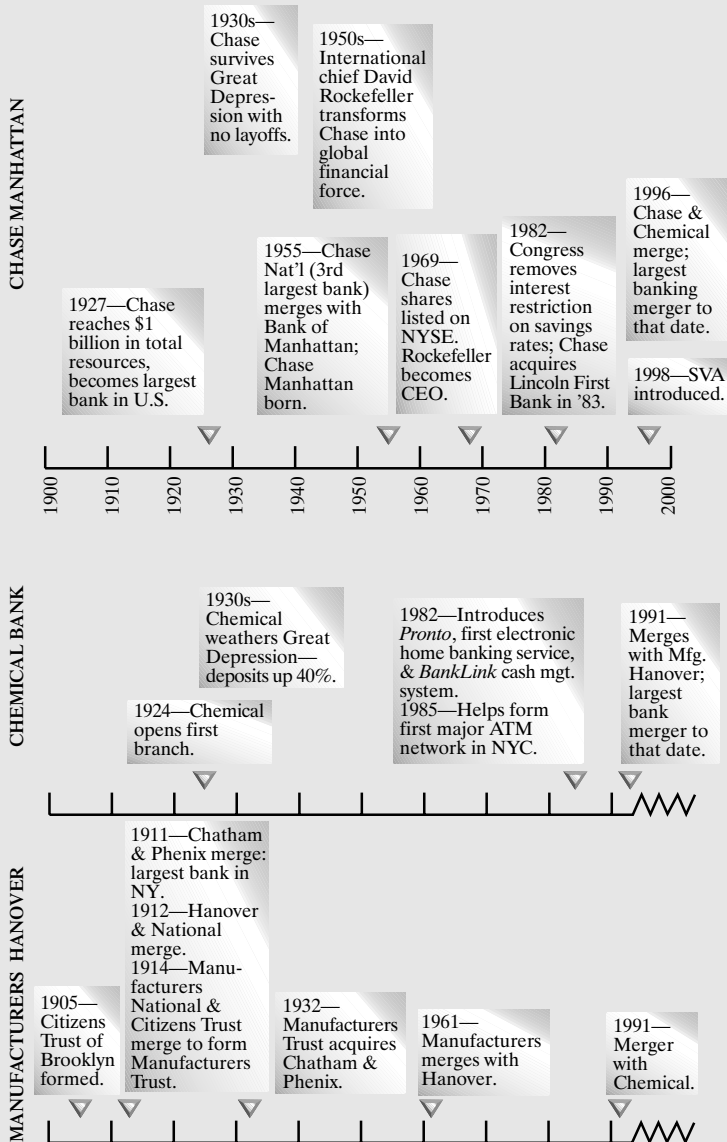 CHASE MANHATTAN
1930s—
Chase
survives
Great
Depres-
sion with
no layoffs.
1950s—
International
chief David
Rockefeller
transforms
Chase into
global
financial
force.
1927—Chase
reaches $1
billion in total
resources,
becomes largest
bank in U.S.
1955—Chase
Nat'l (3rd
largest bank)
merges with
Bank of
Manhattan;
Chase
Manhattan
born.
1969—
Chase
shares
listed on
NYSE.
Rockefeller
becomes
CEO.
1982—
Congress
removes
interest
restriction
on savings
rates; Chase
acquires
Lincoln First
Bank in '83.
1996—
Chase &
Chemical
merge;
largest
banking
merger to
that date.
1998—SVA
introduced.
1900
1910
1920
1930
1940
1950
1960
1970
1980
1990
2000
CHEMICAL BANK
1930s—
Chemical
weathers Great
Depression—
deposits up 40%.
1924—Chemical
opens first
branch.
1982—Introduces
Pronto, first electronic
home banking service,
& BankLink cash mgt.
system.
1985—Helps form
first major ATM
network in NYC.
1991—
Merges
with Mfg.
Hanover;
largest
bank
merger to
that date.
MANUFACTURERS HANOVER
1905—
Citizens
Trust of
Brooklyn
formed.
1911—Chatham
& Phenix merge:
largest bank in
NY.
1912—Hanover
& National
merge.
1914—Manu-
facturers
National &
Citizens Trust
merge to form
Manufacturers
Trust.
1932—
Manufacturers
Trust acquires
Chatham &
Phenix.
1961—
Manufacturers
merges with
Hanover.
1991—
Merger
with
Chemical.